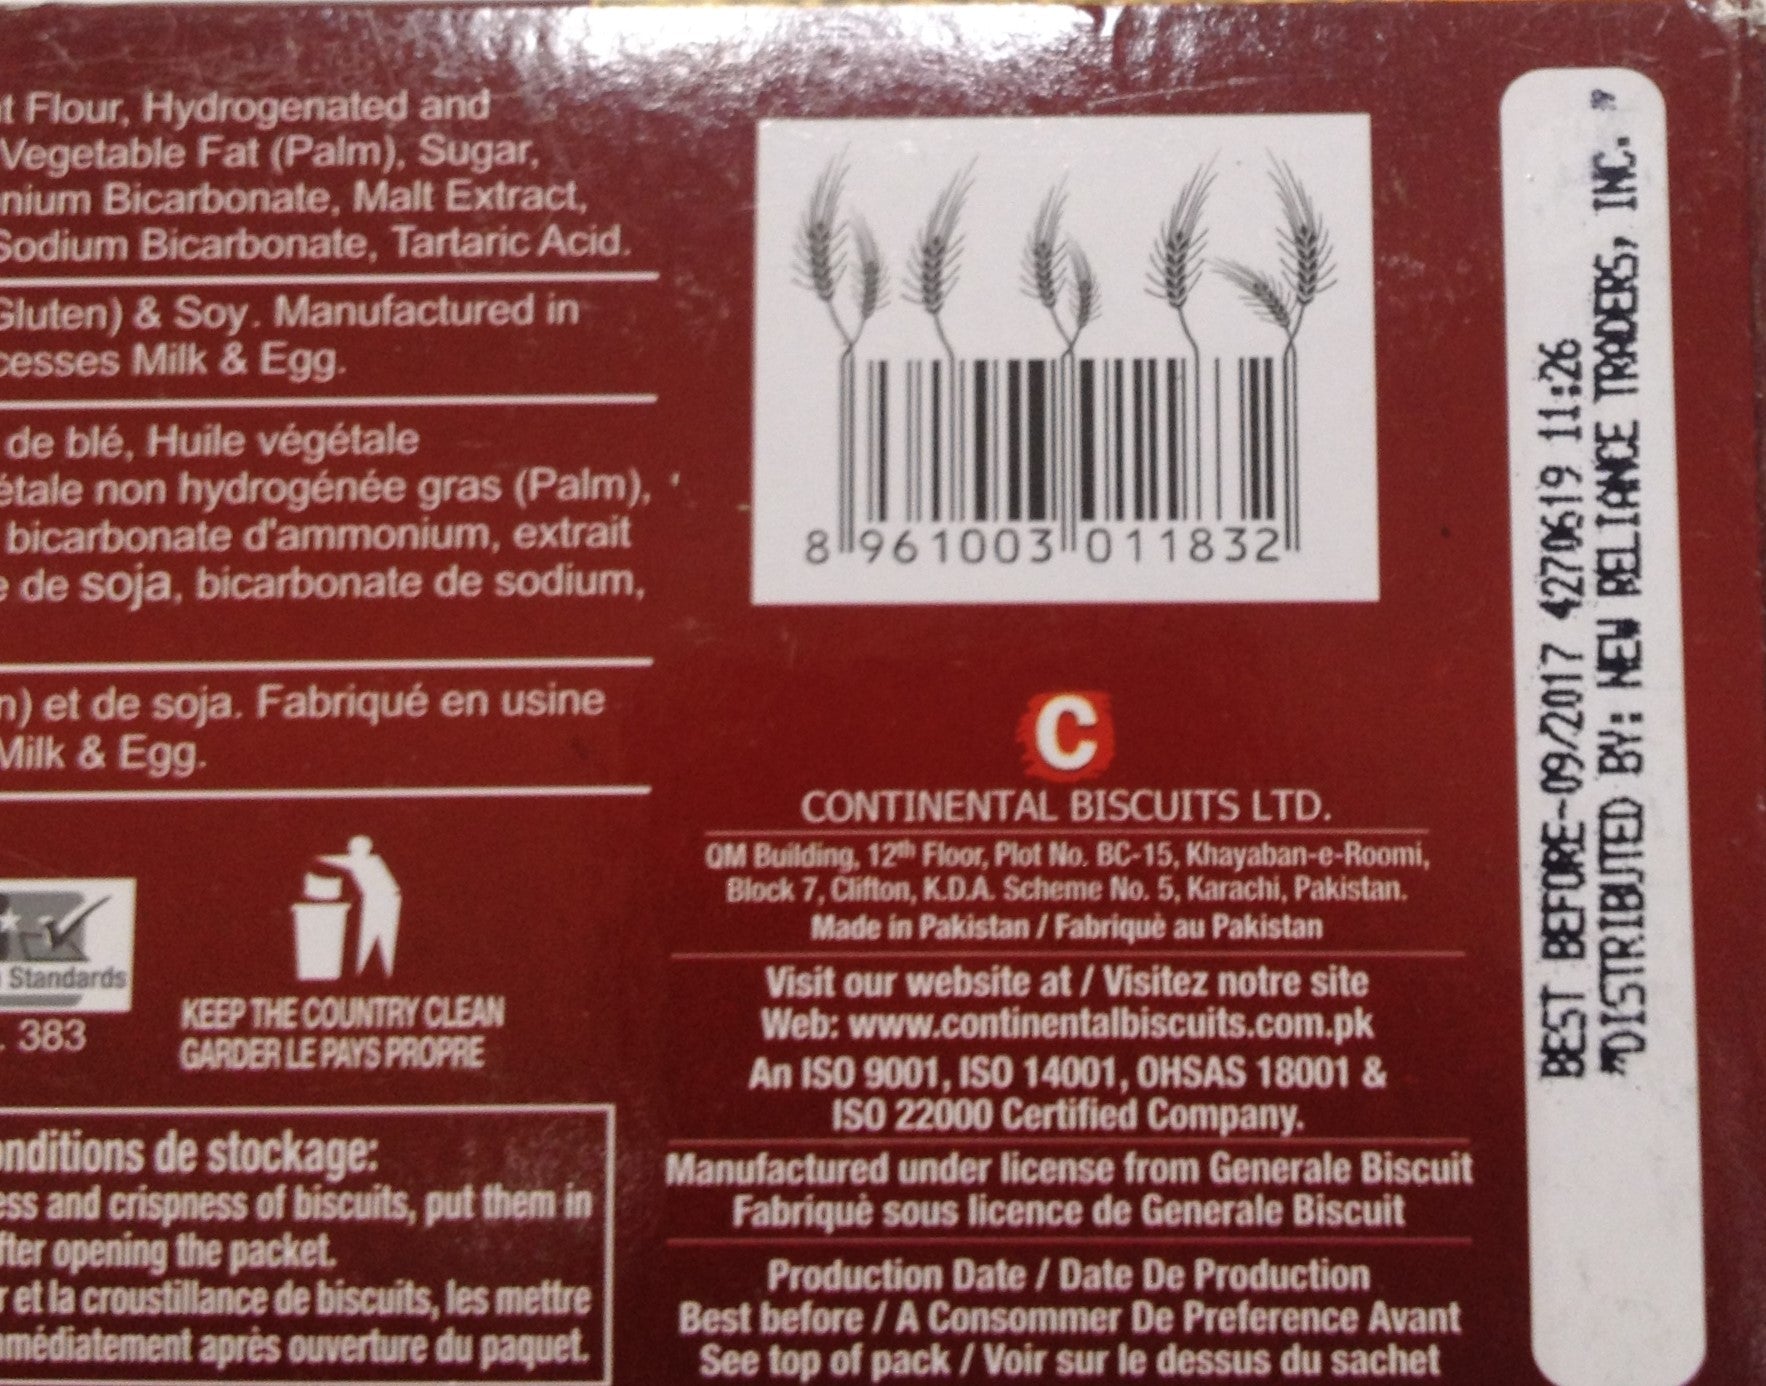 t Flour, Hydrogenated and
Vegetable Fat (Palm), Sugar,
nium Bicarbonate, Malt Extract,
Sodium Bicarbonate, Tartaric Acid.
Gluten) & Soy. Manufactured in
cesses Milk & Egg.
de blé, Huile végétale
étale non hydrogénée gras (Palm),
bicarbonate d'ammonium, extrait
e de soja, bicarbonate de sodium,
n) et de soja. Fabriqué en usine
Milk & Egg.
Standards
. 383
KEEP THE COUNTRY CLEAN
GARDER LE PAYS PROPRE
onditions de stockage:
ess and crispness of biscuits, put them in
fter opening the packet.
r et la croustillance de biscuits, les mettre
mmédiatement après ouverture du paquet.
8 961003 011832
C
CONTINENTAL BISCUITS LTD.
QM Building, 12th Floor, Plot No. BC-15, Khayaban-e-Roomi,
Block 7, Clifton, K.D.A. Scheme No. 5, Karachi, Pakistan.
Made in Pakistan / Fabriquè au Pakistan
Visit our website at / Visitez notre site
Web: www.continentalbiscuits.com.pk
An ISO 9001, ISO 14001, OHSAS 18001 &
ISO 22000 Certified Company.
Manufactured under license from Generale Biscuit
Fabriquè sous licence de Generale Biscuit
Production Date / Date De Production
Best before / A Consommer De Preference Avant
See top of pack / Voir sur le dessus du sachet
BEST BEFORE-09/2017 4270619 11:26
"DISTRIBUTED BY: NEW RELIANCE TRADERS, INC. "